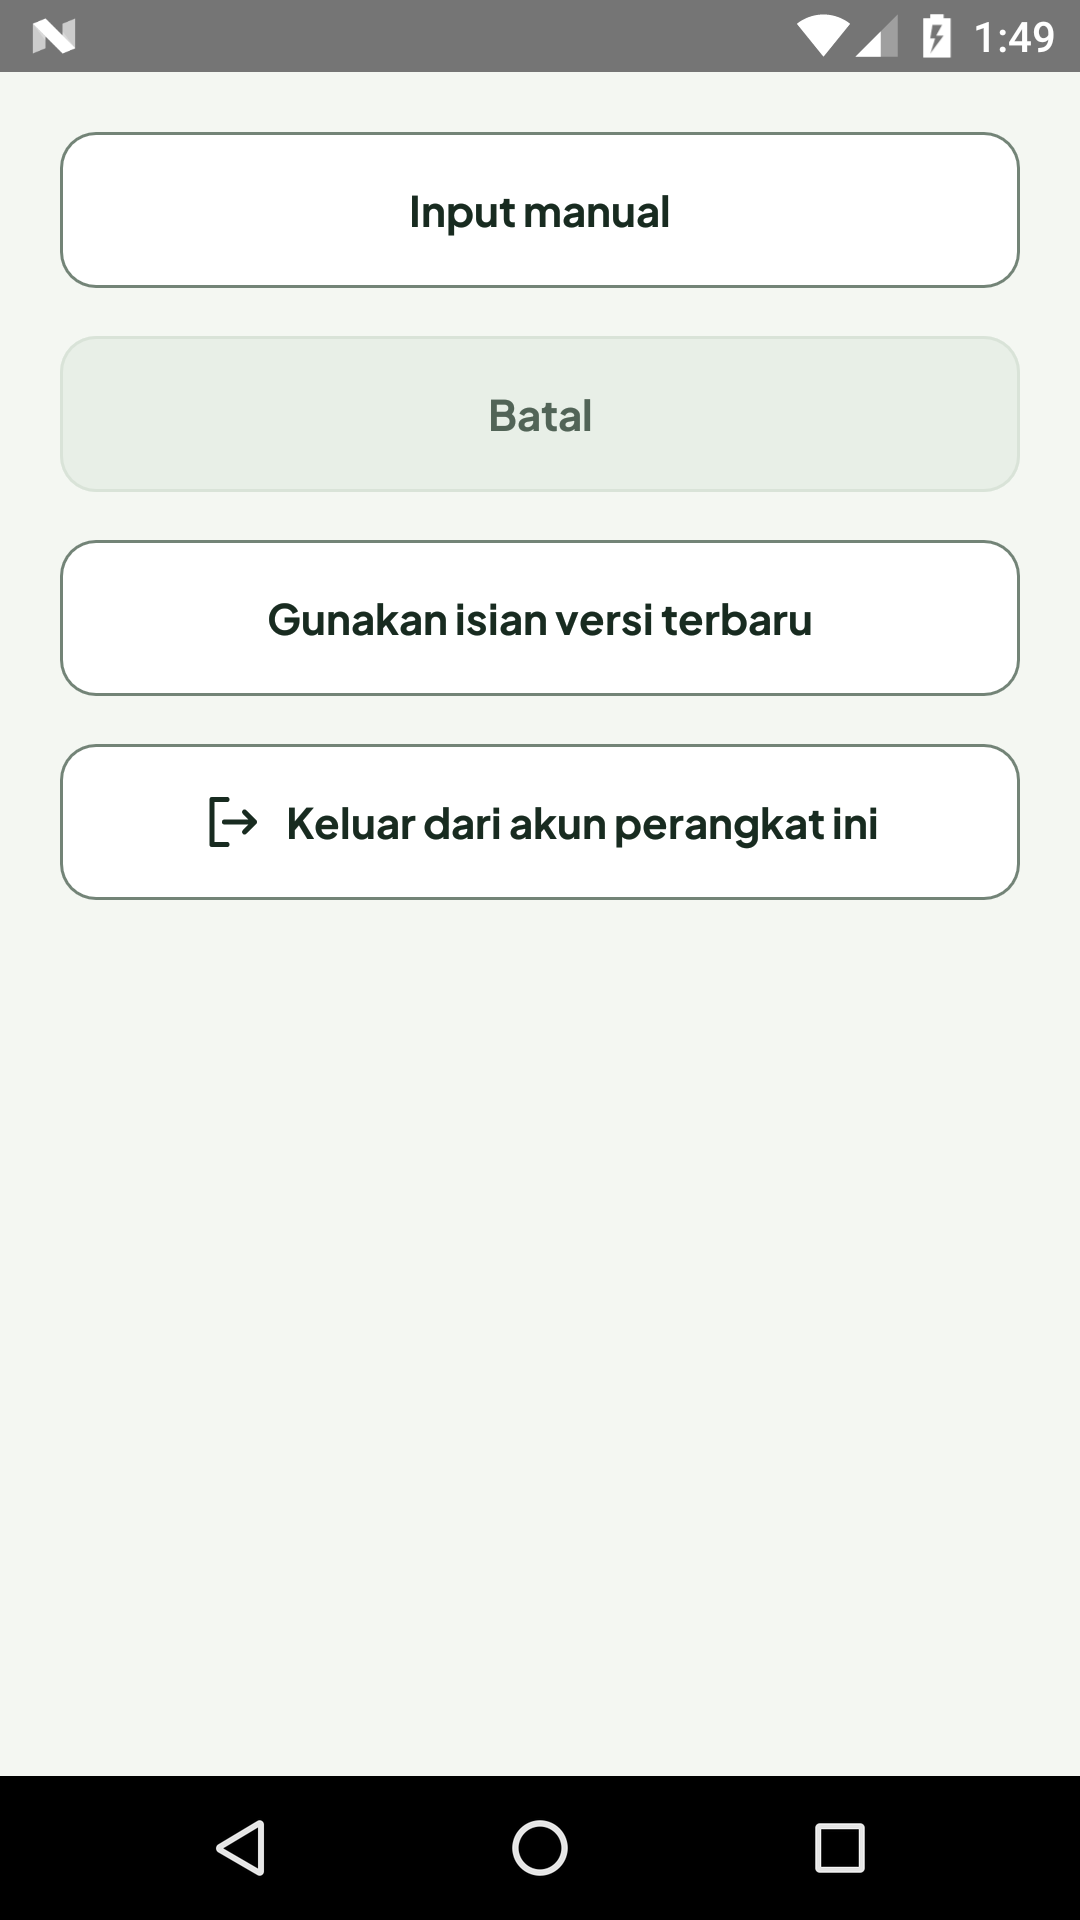 1:49
Input manual
Batal
Gunakan isian versi terbaru
Keluar dari akun perangkat ini